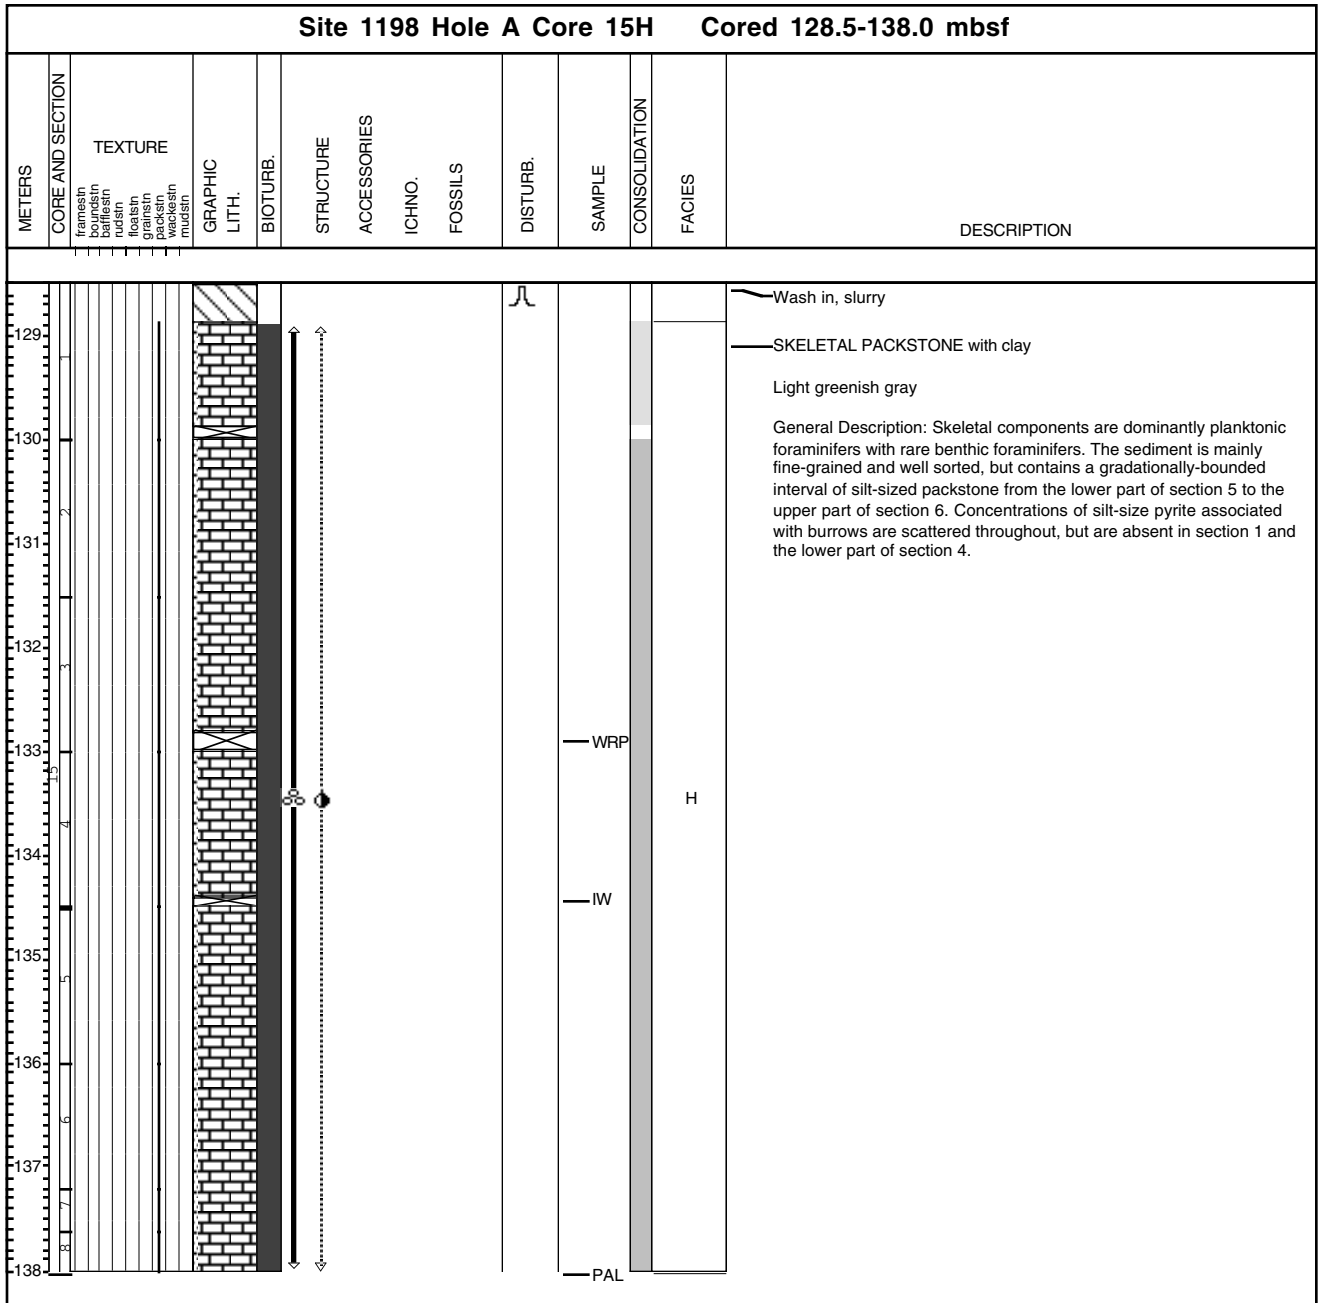 Site 1198 Hole A Core 15H Cored 128.5-138.0 mbsf
METERS
CORE AND SECTION
TEXTURE
framestn
boundstn
bafflestn
rudstn
floatstn
grainstn
packstn
wackestn
mudstn
GRAPHIC
LITH.
BIOTURB.
STRUCTURE
ACCESSORIES
ICHNO.
FOSSILS
DISTURB.
SAMPLE
CONSOLIDATION
FACIES
DESCRIPTION
Wash in, slurry
129
SKELETAL PACKSTONE with clay
1
Light greenish gray
General Description: Skeletal components are dominantly planktonic
foraminifers with rare benthic foraminifers. The sediment is mainly
fine-grained and well sorted, but contains a gradationally-bounded
interval of silt-sized packstone from the lower part of section 5 to the
upper part of section 6. Concentrations of silt-size pyrite associated
with burrows are scattered throughout, but are absent in section 1 and
the lower part of section 4.
130
2
131
132
3
WRP
133
15
H
4
134
IW
135
5
136
6
137
7
8
138
PAL